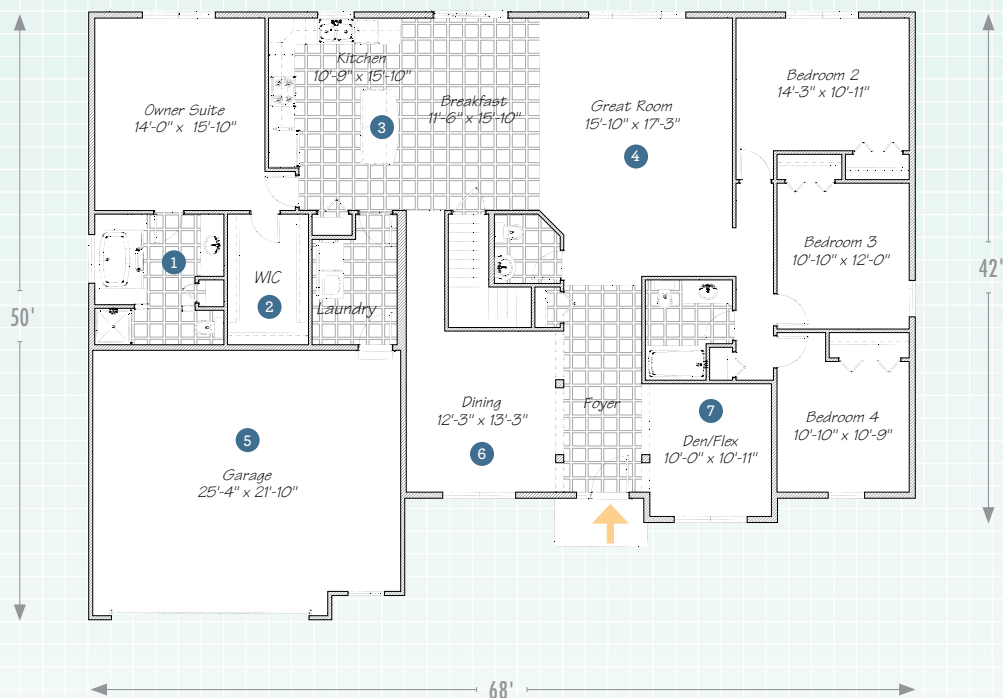 Kitchen
10'-9" x 15'-10"
Bedroom 2
14'-3" x 10'-11"
Owner Suite
14'-0" x 15'-10"
Breakfast
11'-6" x 15'-10"
Great Room
15'-10" x 17'-3"
3
4
Bedroom 3
10'-10" x 12'-0"
1
WIC
2
Laundry
42'
50'
Dining
12'-3" x 13'-3"
6
Foyer
7
Den/Flex
10'-0" x 10'-11"
Bedroom 4
10'-10" x 10'-9"
5
Garage
25'-4" x 21'-10"
68'